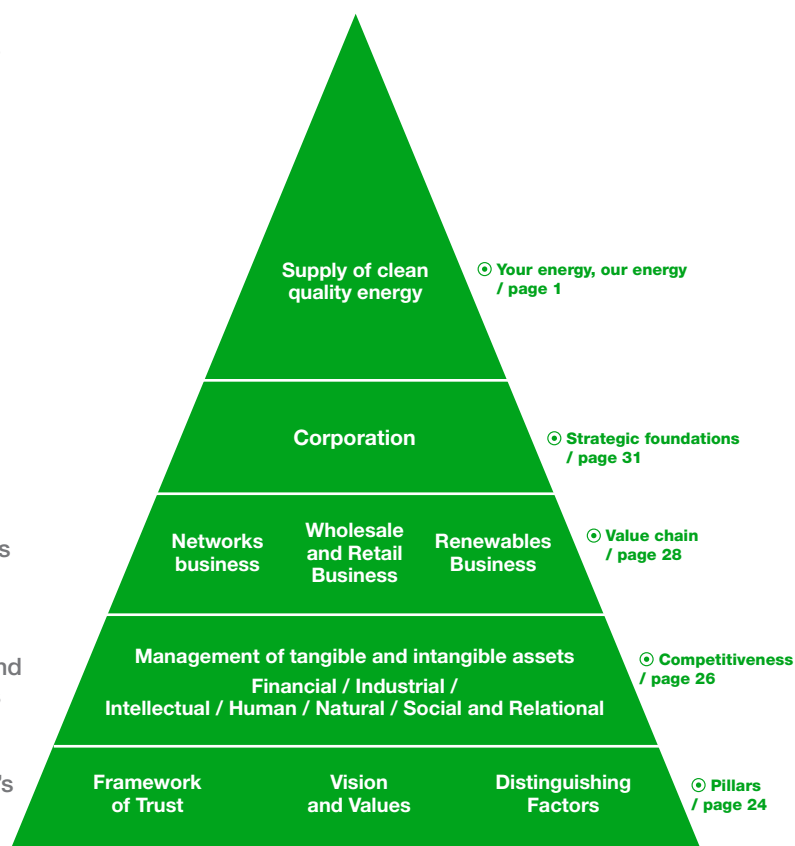 Supply of clean
quality energy
Your energy, our energy
/ page 1
Corporation
Strategic foundations
/ page 31
Networks
business
Wholesale
and Retail
Business
Renewables
Business
Value chain
/ page 28
Management of tangible and intangible assets
Financial / Industrial /
Intellectual / Human / Natural / Social and Relational
Competitiveness
/ page 26
Framework
of Trust
Vision
and Values
Distinguishing
Factors
Pillars
/ page 24